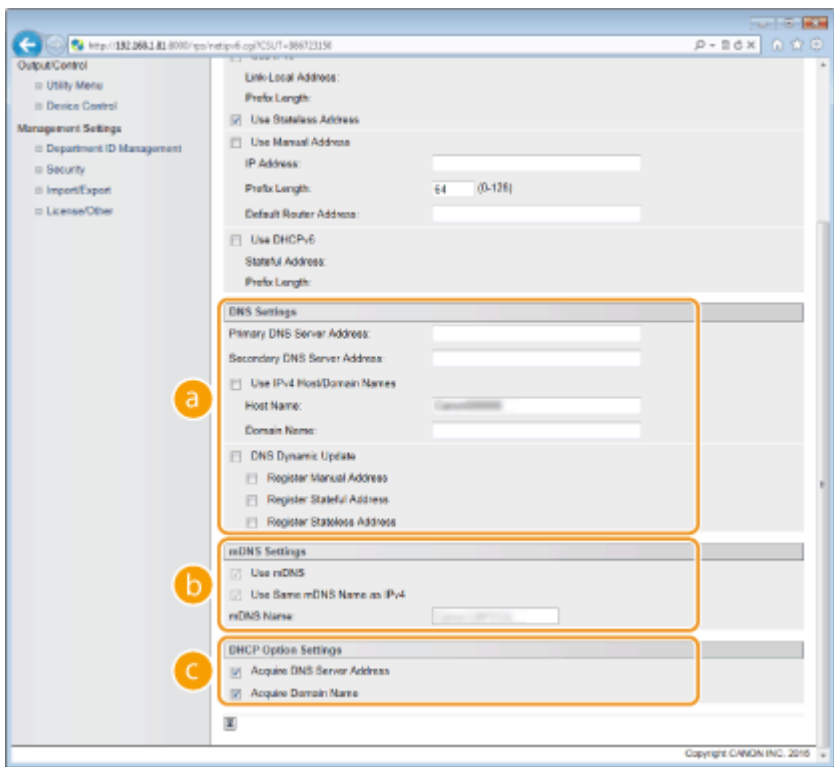 http://192.168.1.81:8000/rps/netipv6.cgi?CSUT=
Output/Control
Utility Menu
Device Control
Management Settings
Department ID Management
Security
Import/Export
License/Other
Link-Local Address:
Prefix Length:
Use Stateless Address
Use Manual Address
IP Address:
Prefix Length:
64 (0-128)
Default Router Address:
Use DHCPv6
Stateful Address:
Prefix Length:
a
DNS Settings
Primary DNS Server Address:
Secondary DNS Server Address:
Use IPv4 Host/Domain Names
Host Name:
Domain Name:
DNS Dynamic Update
Register Manual Address
Register Stateful Address
Register Stateless Address
b
mDNS Settings
Use mDNS
Use Same mDNS Name as IPv4
mDNS Name:
c
DHCP Option Settings
Acquire DNS Server Address
Acquire Domain Name
Copyright CANON INC. 2016